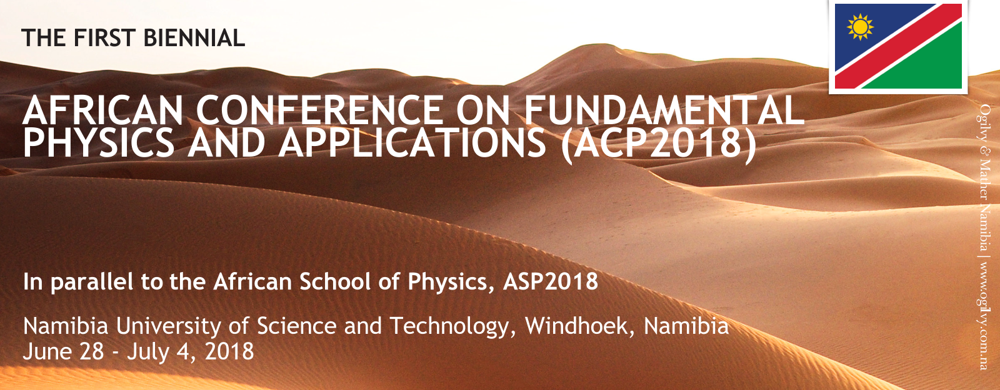 THE FIRST BIENNIAL
AFRICAN CONFERENCE ON FUNDAMENTAL
PHYSICS AND APPLICATIONS (ACP2018)
In parallel to the African School of Physics, ASP2018
Namibia University of Science and Technology, Windhoek, Namibia
June 28 - July 4, 2018
Ogilvy & Mather Namibia | www.ogilvy.com.na